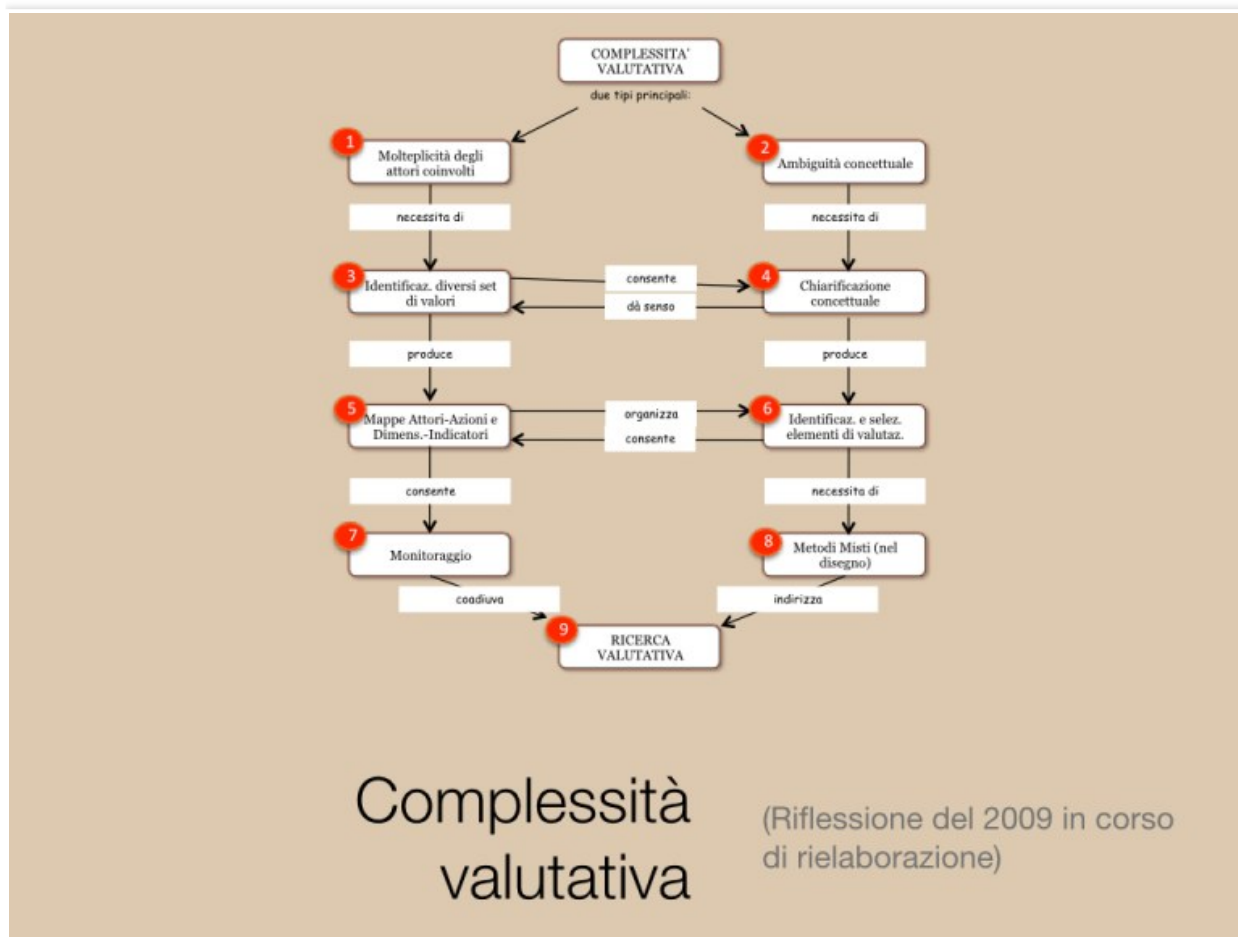 COMPLESSITA'
VALUTATIVA
due tipi principali:
1
Molteplicità degli
attori coinvolti
2
Ambiguità concettuale
necessita di
necessita di
3
Identificaz. diversi set
di valori
consente
dà senso
4
Chiarificazione
concettuale
produce
produce
5
Mappe Attori-Azioni e
Dimens.-Indicatori
organizza
consente
6
Identificaz. e selez.
elementi di valutaz.
consente
necessita di
7
Monitoraggio
8
Metodi Misti (nel
disegno)
coadiuva
indirizza
9
RICERCA
VALUTATIVA
Complessità
valutativa
(Riflessione del 2009 in corso
di rielaborazione)